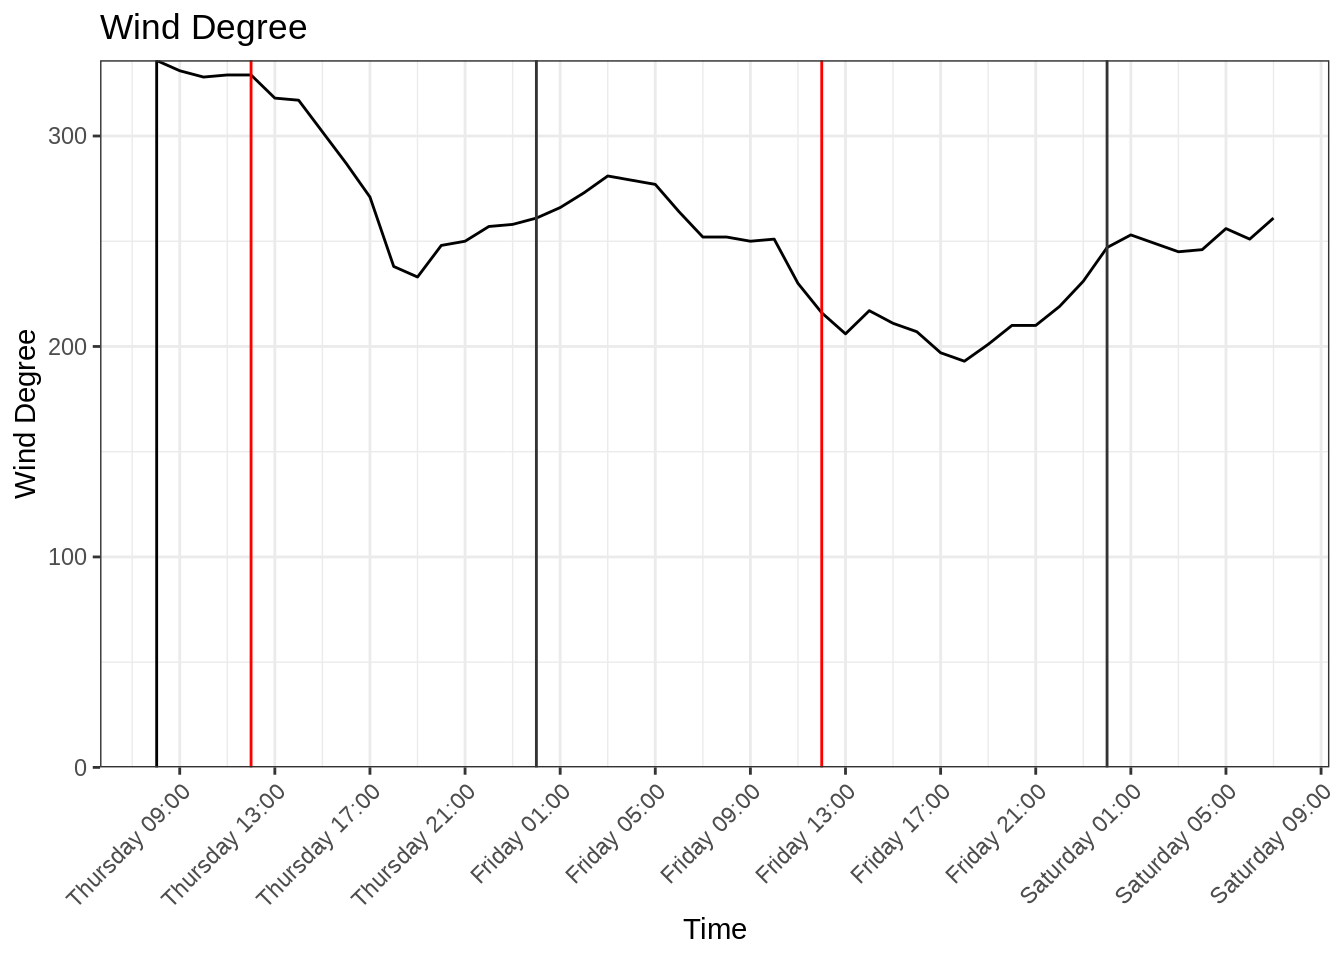 Wind Degree
Wind Degree
300
200
100
0
Thursday 09:00
Thursday 13:00
Thursday 17:00
Thursday 21:00
Friday 01:00
Friday 05:00
Friday 09:00
Friday 13:00
Friday 17:00
Friday 21:00
Saturday 01:00
Saturday 05:00
Saturday 09:00
Time